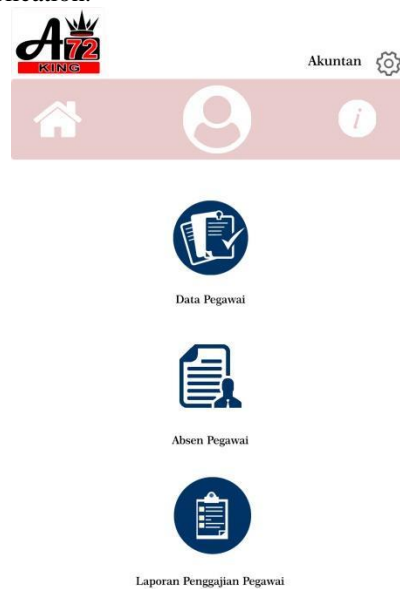 A72
KING
Akuntan
i
Data Pegawai
Absen Pegawai
Laporan Penggajian Pegawai